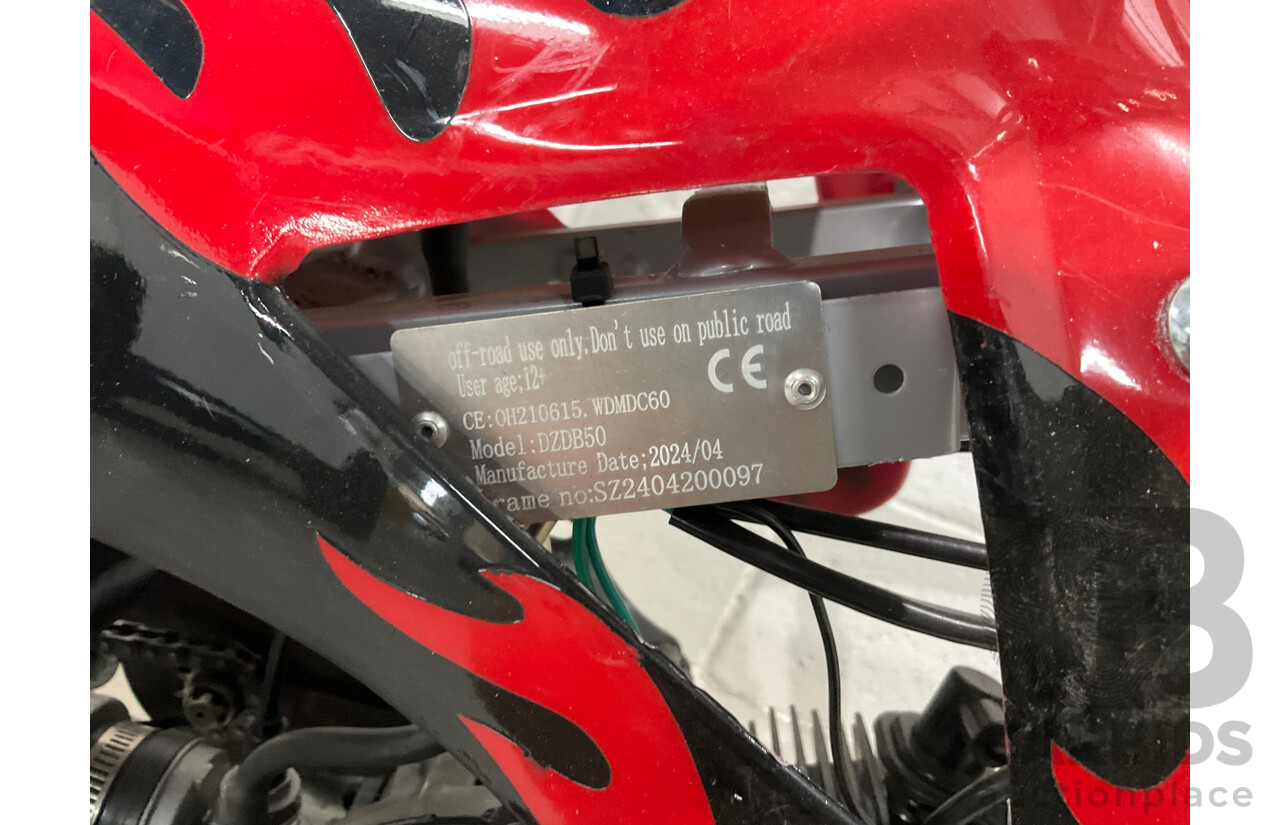 off-road use only.Don't use on public road
User age;12+
CE
CE:OH210615.WDMDC60
Model:DZDB50
Manufacture Date;2024/04
rame no:SZ2404200097
ctionplace